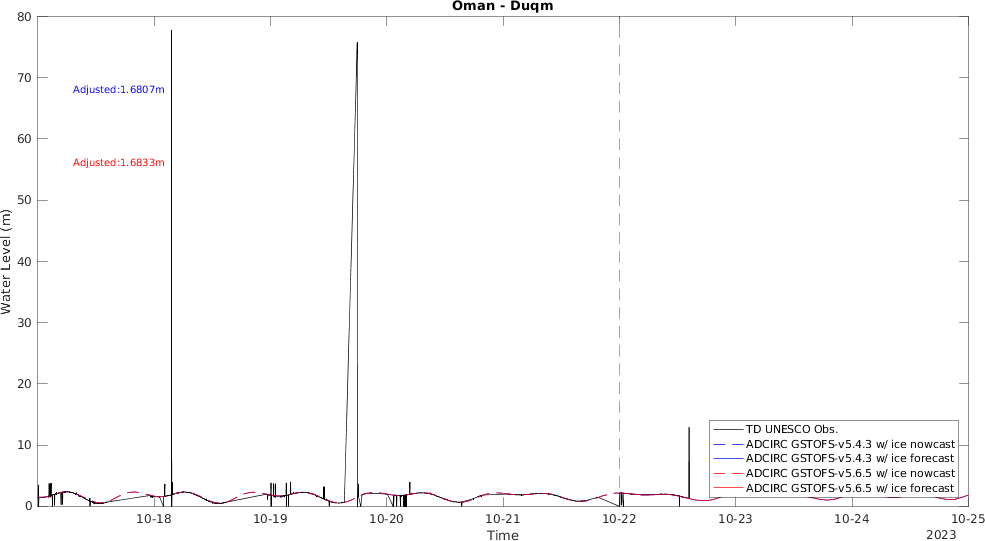 Oman - Duqm
80
70
60
50
40
30
20
10
0
Water Level (m)
Adjusted:1.6807m
Adjusted:1.6833m
TD UNESCO Obs.
ADCIRC GSTOFS-v5.4.3 w/ ice nowcast
ADCIRC GSTOFS-v5.4.3 w/ ice forecast
ADCIRC GSTOFS-v5.6.5 w/ ice nowcast
ADCIRC GSTOFS-v5.6.5 w/ ice forecast
10-18 10-19 10-20 10-21 10-22 10-23 10-24 10-25
Time
2023